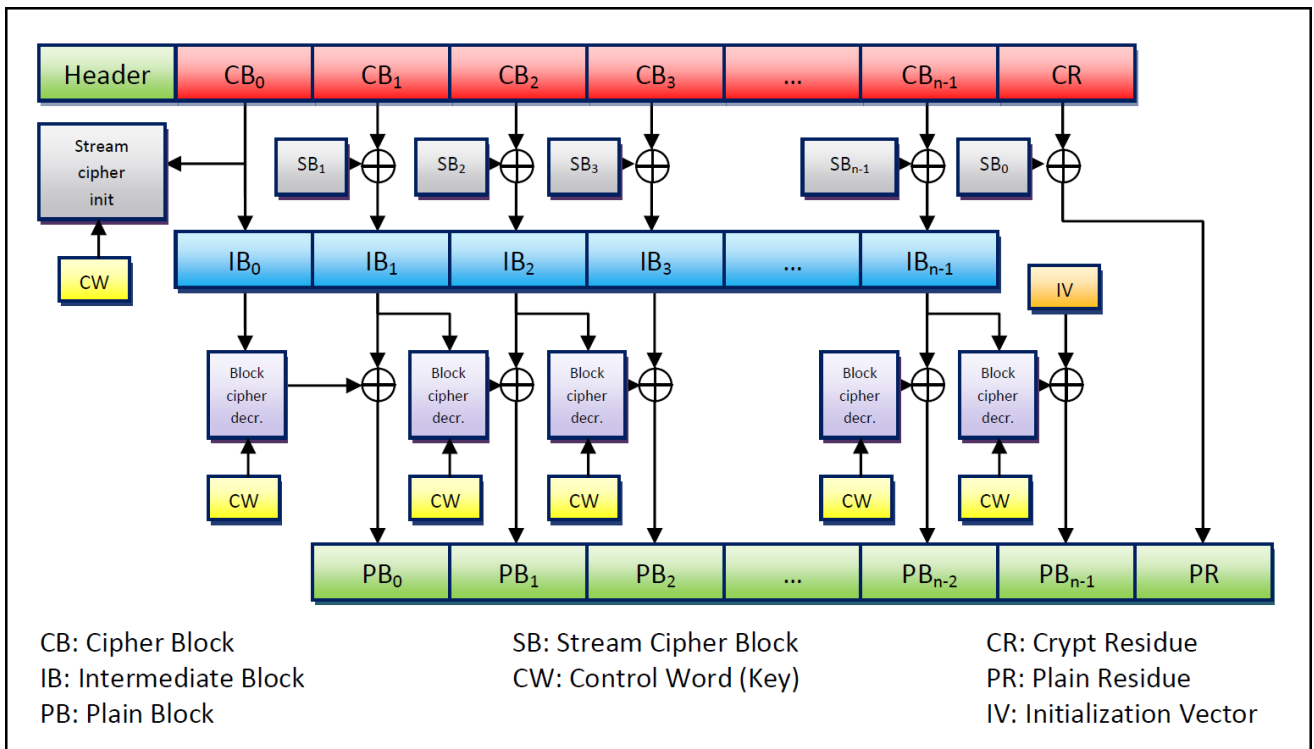 Header CB₀ CB₁ CB₂ CB₃ ... CBₙ₋₁ CR
Stream
cipher
init
SB₁ SB₂ SB₃ SBₙ₋₁ SB₀
CW
IB₀ IB₁ IB₂ IB₃ ... IBₙ₋₁
IV
Block
cipher
decr.
Block
cipher
decr.
Block
cipher
decr.
Block
cipher
decr.
Block
cipher
decr.
CW CW CW CW CW
PB₀ PB₁ PB₂ ... PBₙ₋₂ PBₙ₋₁ PR
CB: Cipher Block
IB: Intermediate Block
PB: Plain Block
SB: Stream Cipher Block
CW: Control Word (Key)
CR: Crypt Residue
PR: Plain Residue
IV: Initialization Vector